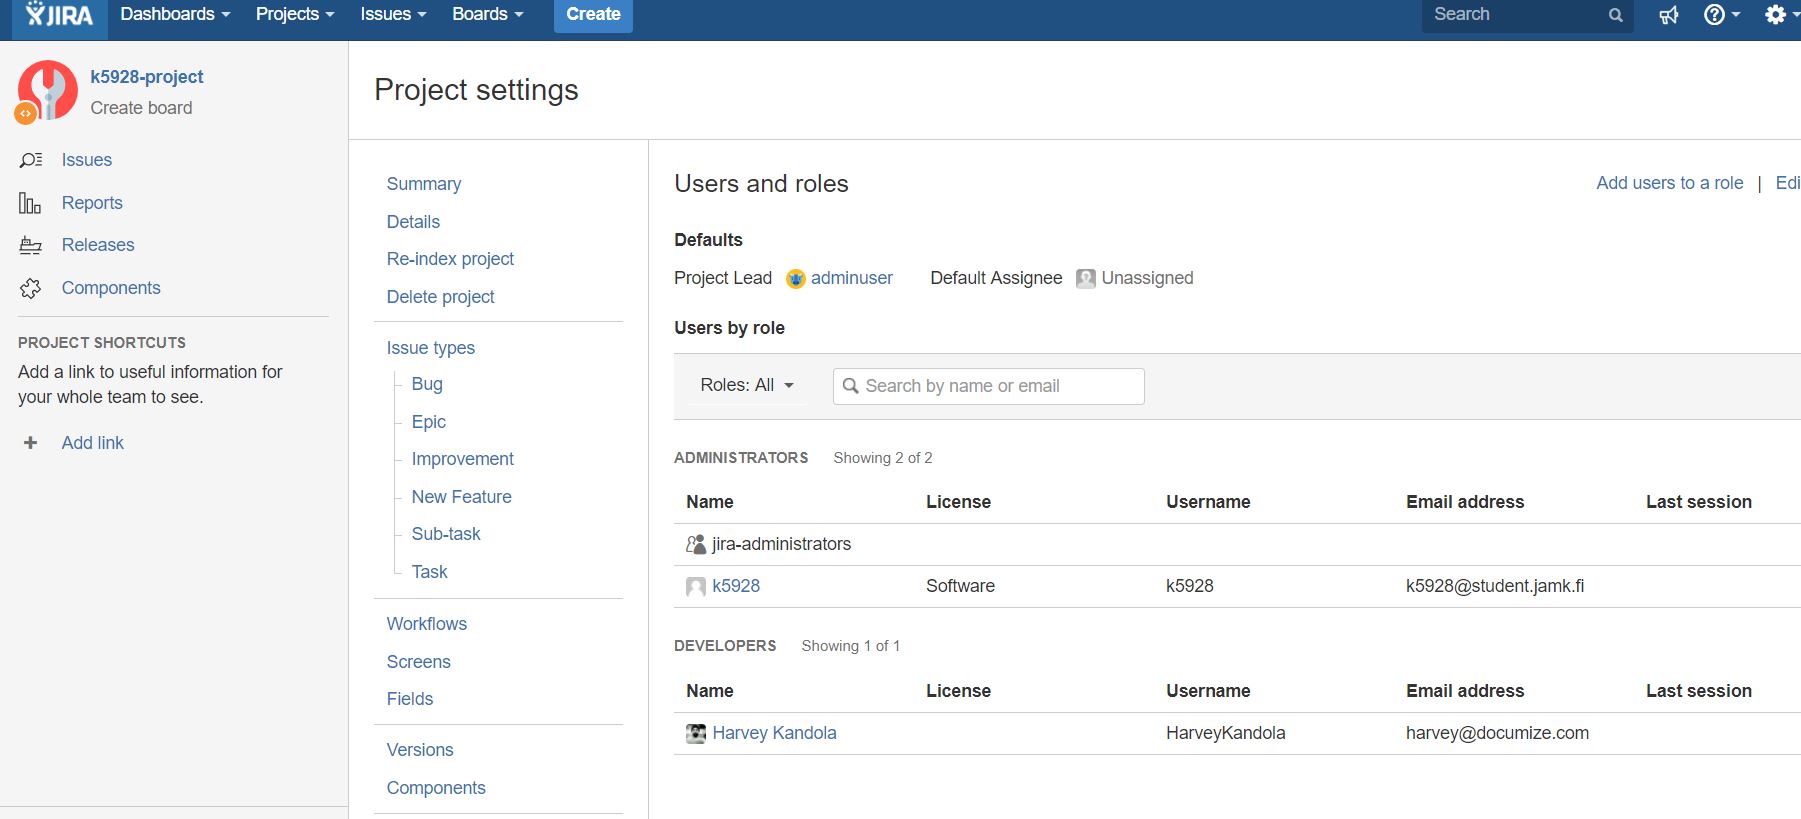 JIRA Dashboards Projects Issues Boards Create Search
k5928-project
Create board
Issues
Reports
Releases
Components
PROJECT SHORTCUTS
Add a link to useful information for
your whole team to see.
Add link
Project settings
Summary
Details
Re-index project
Delete project
Issue types
Bug
Epic
Improvement
New Feature
Sub-task
Task
Workflows
Screens
Fields
Versions
Components
Users and roles Add users to a role | Edi
Defaults
Project Lead adminuser Default Assignee Unassigned
Users by role
Roles: All Search by name or email
ADMINISTRATORS Showing 2 of 2
Name License Username Email address Last session
jira-administrators
k5928 Software k5928 k5928@student.jamk.fi
DEVELOPERS Showing 1 of 1
Name License Username Email address Last session
Harvey Kandola HarveyKandola harvey@documize.com